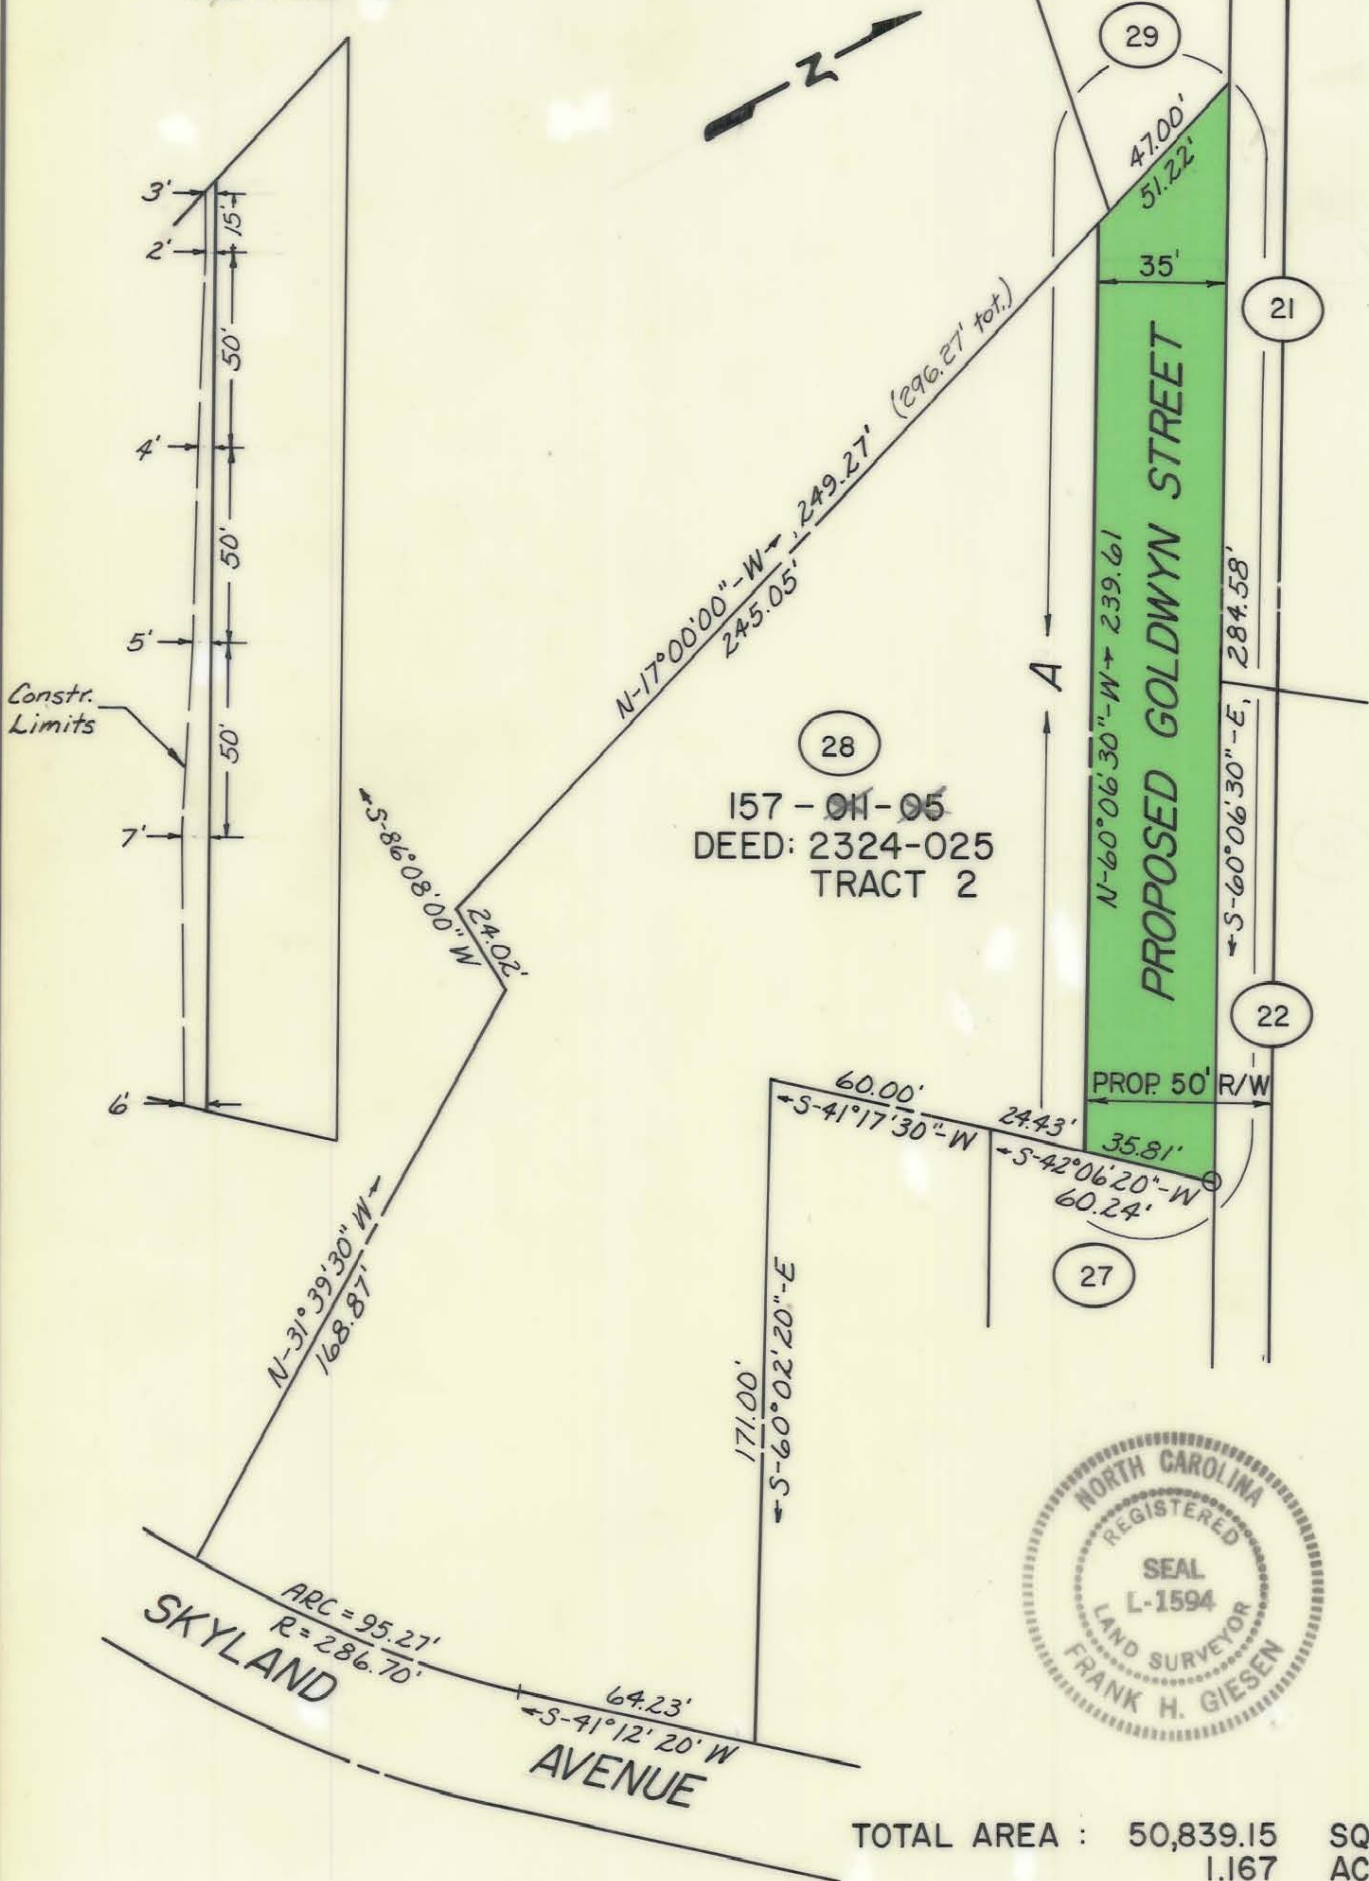 29
N
47.00'
51.22'
3'
15'
2'
35'
21
50'
(296.27' tot.)
4'
249.27'
50'
N-17°00'00"-W
245.05'
5'
Constr.
Limits
50'
7'
A
N-60°06'30"-W 239.61
PROPOSED GOLDWYN STREET
284.58'
S-60°06'30"-E,
28
157-011-05
DEED: 2324-025
TRACT 2
S-86°08'00"W
24.02'
22
6'
60.00'
S-41°17'30"-W
PROP. 50' R/W
24.43'
35.81'
S-42°06'20"-W
60.24'
27
N-31°39'30"W
168.87'
171.00'
S-60°02'20"-E
NORTH CAROLINA
REGISTERED
SEAL
L-1594
LAND SURVEYOR
FRANK H. GIESEN
ARC = 95.27'
R = 286.70'
SKYLAND
64.23'
S-41°12'20' W
AVENUE
TOTAL AREA : 50,839.15 SQ
1.167 AC